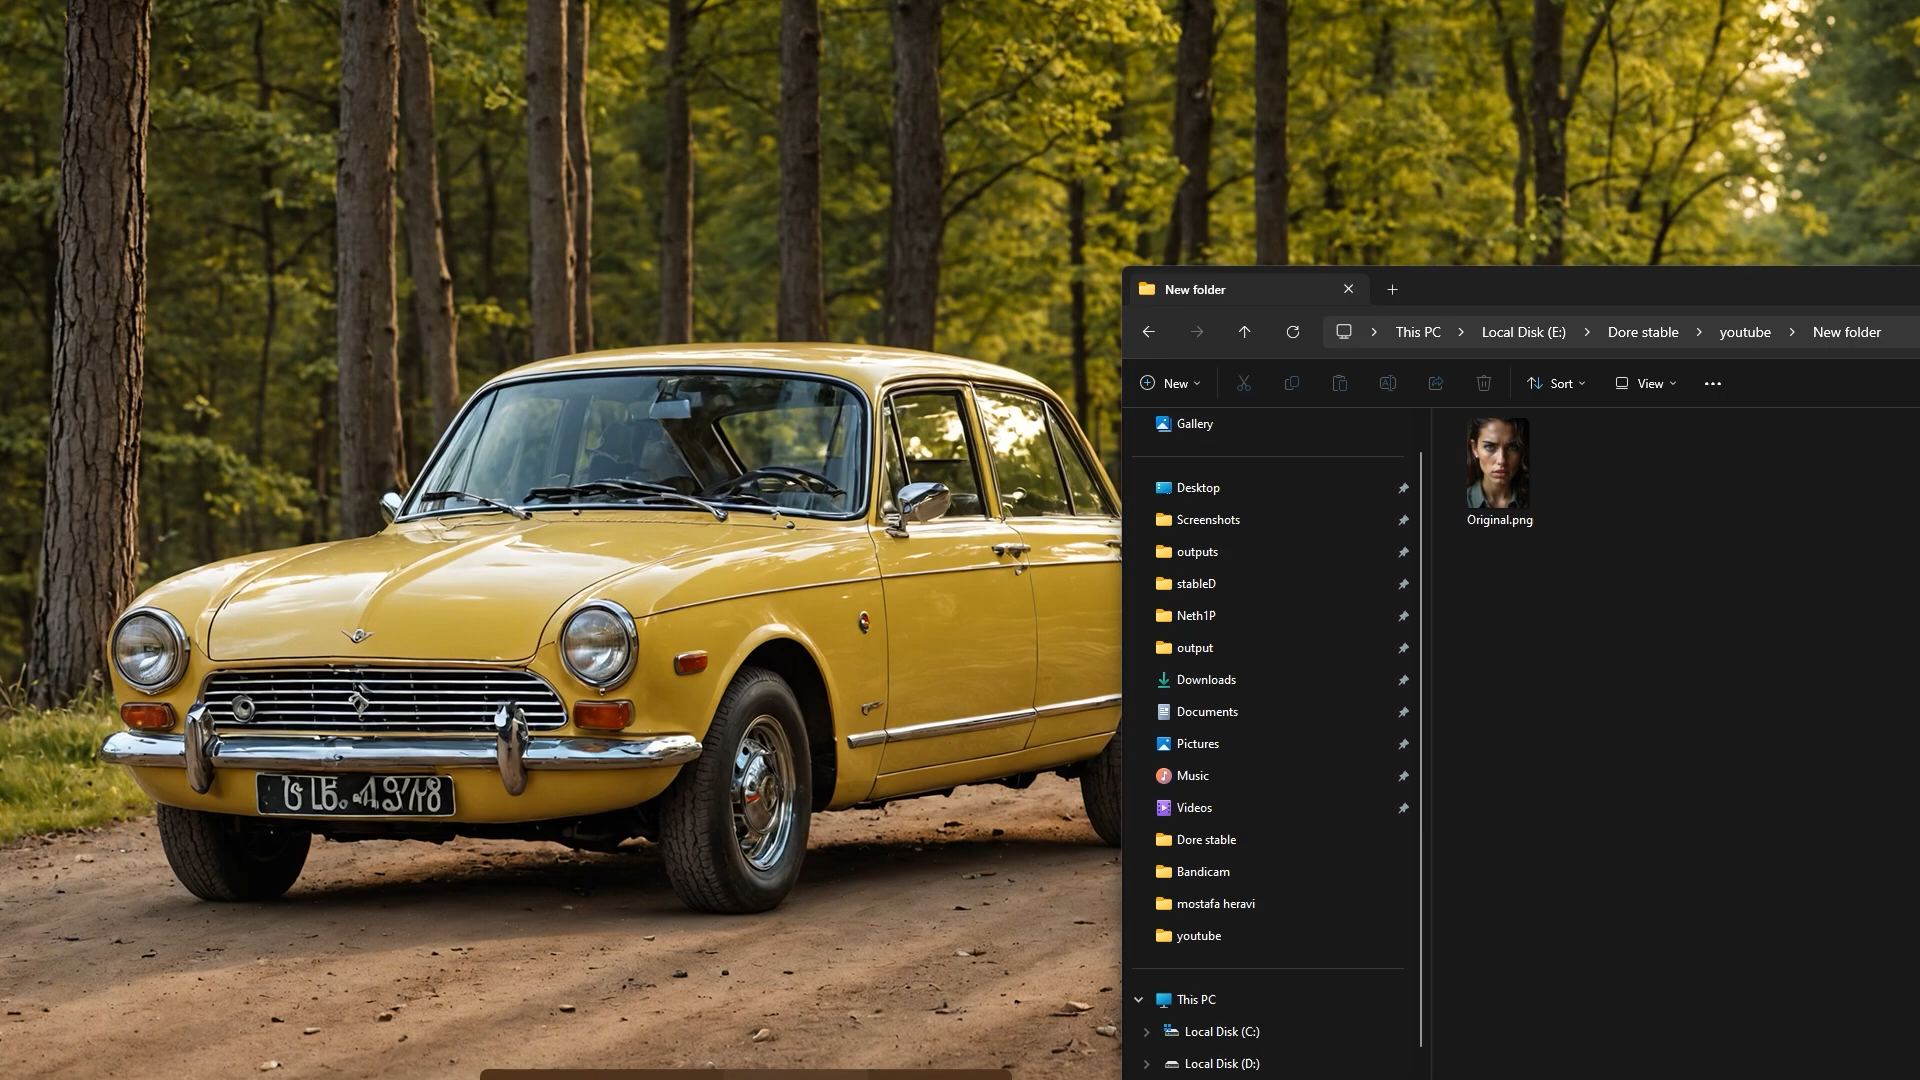 New folder
This PC
Local Disk (E:)
Dore stable
youtube
New folder
New
Sort
View
Gallery
Desktop
Screenshots
outputs
stableD
Neth1P
output
Downloads
Documents
Pictures
Music
Videos
Dore stable
Bandicam
mostafa heravi
youtube
This PC
Local Disk (C:)
Local Disk (D:)
Original.png